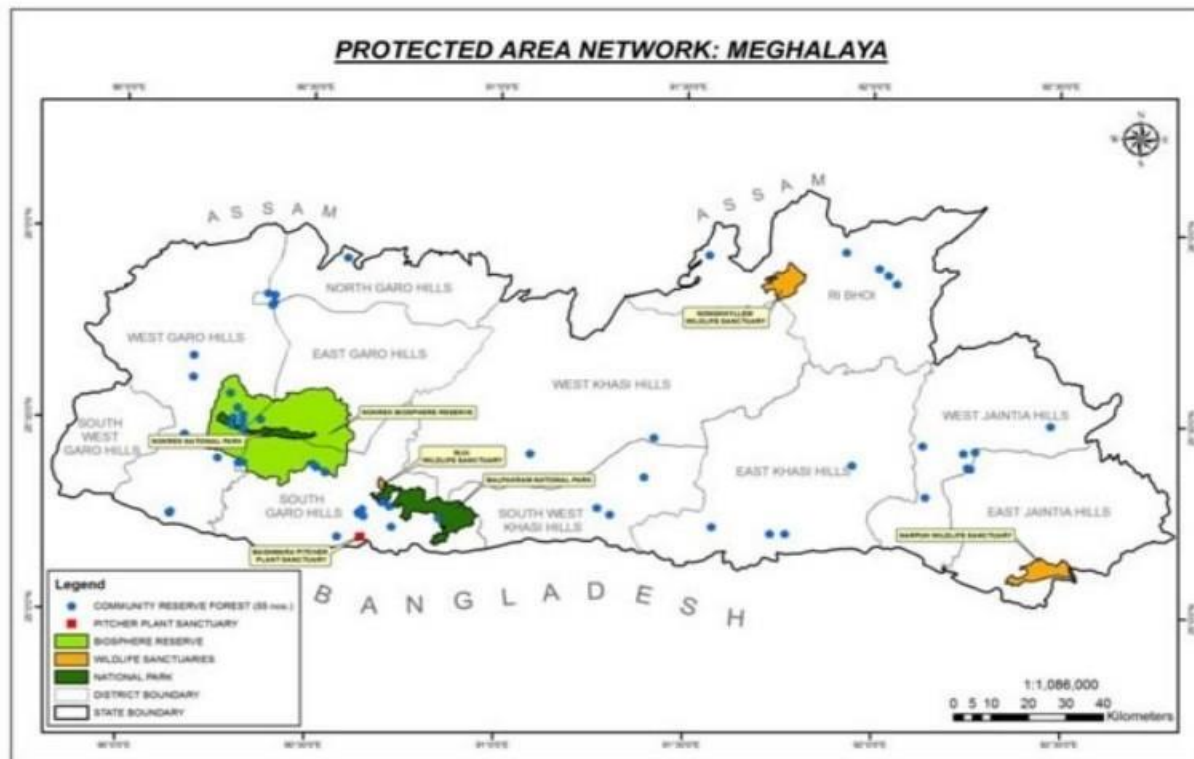 PROTECTED AREA NETWORK: MEGHALAYA
N
ASSAM
ASSAM
NORTH GARO HILLS
RI BHOI
NONGKHYLLEM
WILDLIFE SANCTUARY
WEST GARO HILLS
EAST GARO HILLS
WEST KHASI HILLS
WEST JAINTIA HILLS
SOUTH
WEST
GARO HILLS
NOKREK BIOSPHERE RESERVE
NOKREK NATIONAL PARK
WILDLIFE SANCTUARY
BALPAKRAM NATIONAL PARK
EAST KHASI HILLS
SOUTH
GARO HILLS
SOUTH WEST
KHASI HILLS
EAST JAINTIA HILLS
NARPUH WILDLIFE SANCTUARY
BAGHMARA PITCHER
PLANT SANCTUARY
BANGLADESH
Legend
COMMUNITY RESERVE FOREST
PITCHER PLANT SANCTUARY
BIOSPHERE RESERVE
WILDLIFE SANCTUARIES
NATIONAL PARK
DISTRICT BOUNDARY
STATE BOUNDARY
1:1,086,000
0 5 10 20 30 40
Kilometers